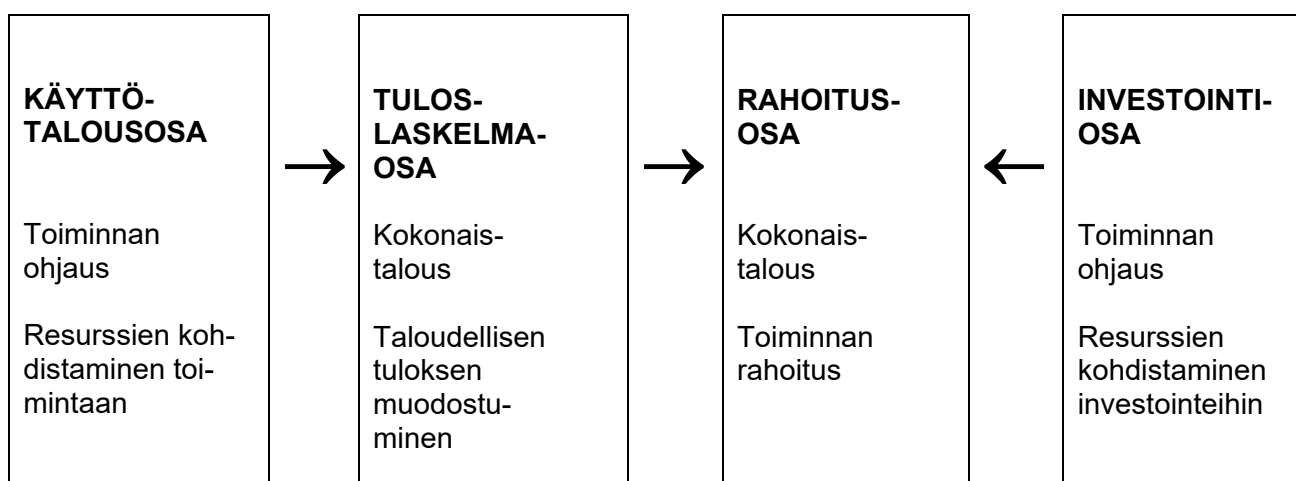 KÄYTTÖ-
TALOUSOSA
Toiminnan
ohjaus
Resurssien koh-
distaminen toi-
mintaan
→
TULOS-
LASKELMA-
OSA
Kokonais-
talous
Taloudellisen
tuloksen
muodostu-
minen
→
RAHOITUS-
OSA
Kokonais-
talous
Toiminnan
rahoitus
←
INVESTOINTI-
OSA
Toiminnan
ohjaus
Resurssien
kohdistaminen
investointeihin